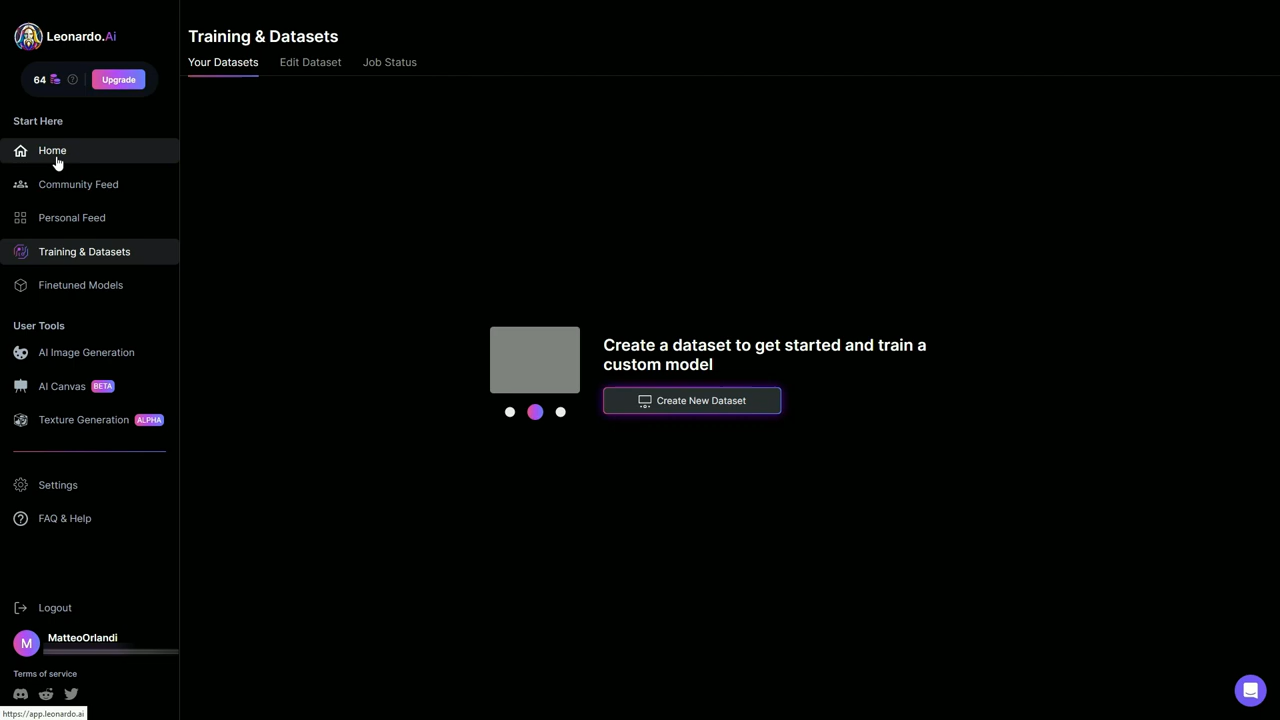 Leonardo.Ai
64
Upgrade
Start Here
Home
Community Feed
Personal Feed
Training & Datasets
Finetuned Models
User Tools
AI Image Generation
AI Canvas BETA
Texture Generation ALPHA
Settings
FAQ & Help
Logout
M
MatteoOrlandi
Terms of service
https://app.leonardo.ai
Training & Datasets
Your Datasets Edit Dataset Job Status
Create a dataset to get started and train a
custom model
Create New Dataset